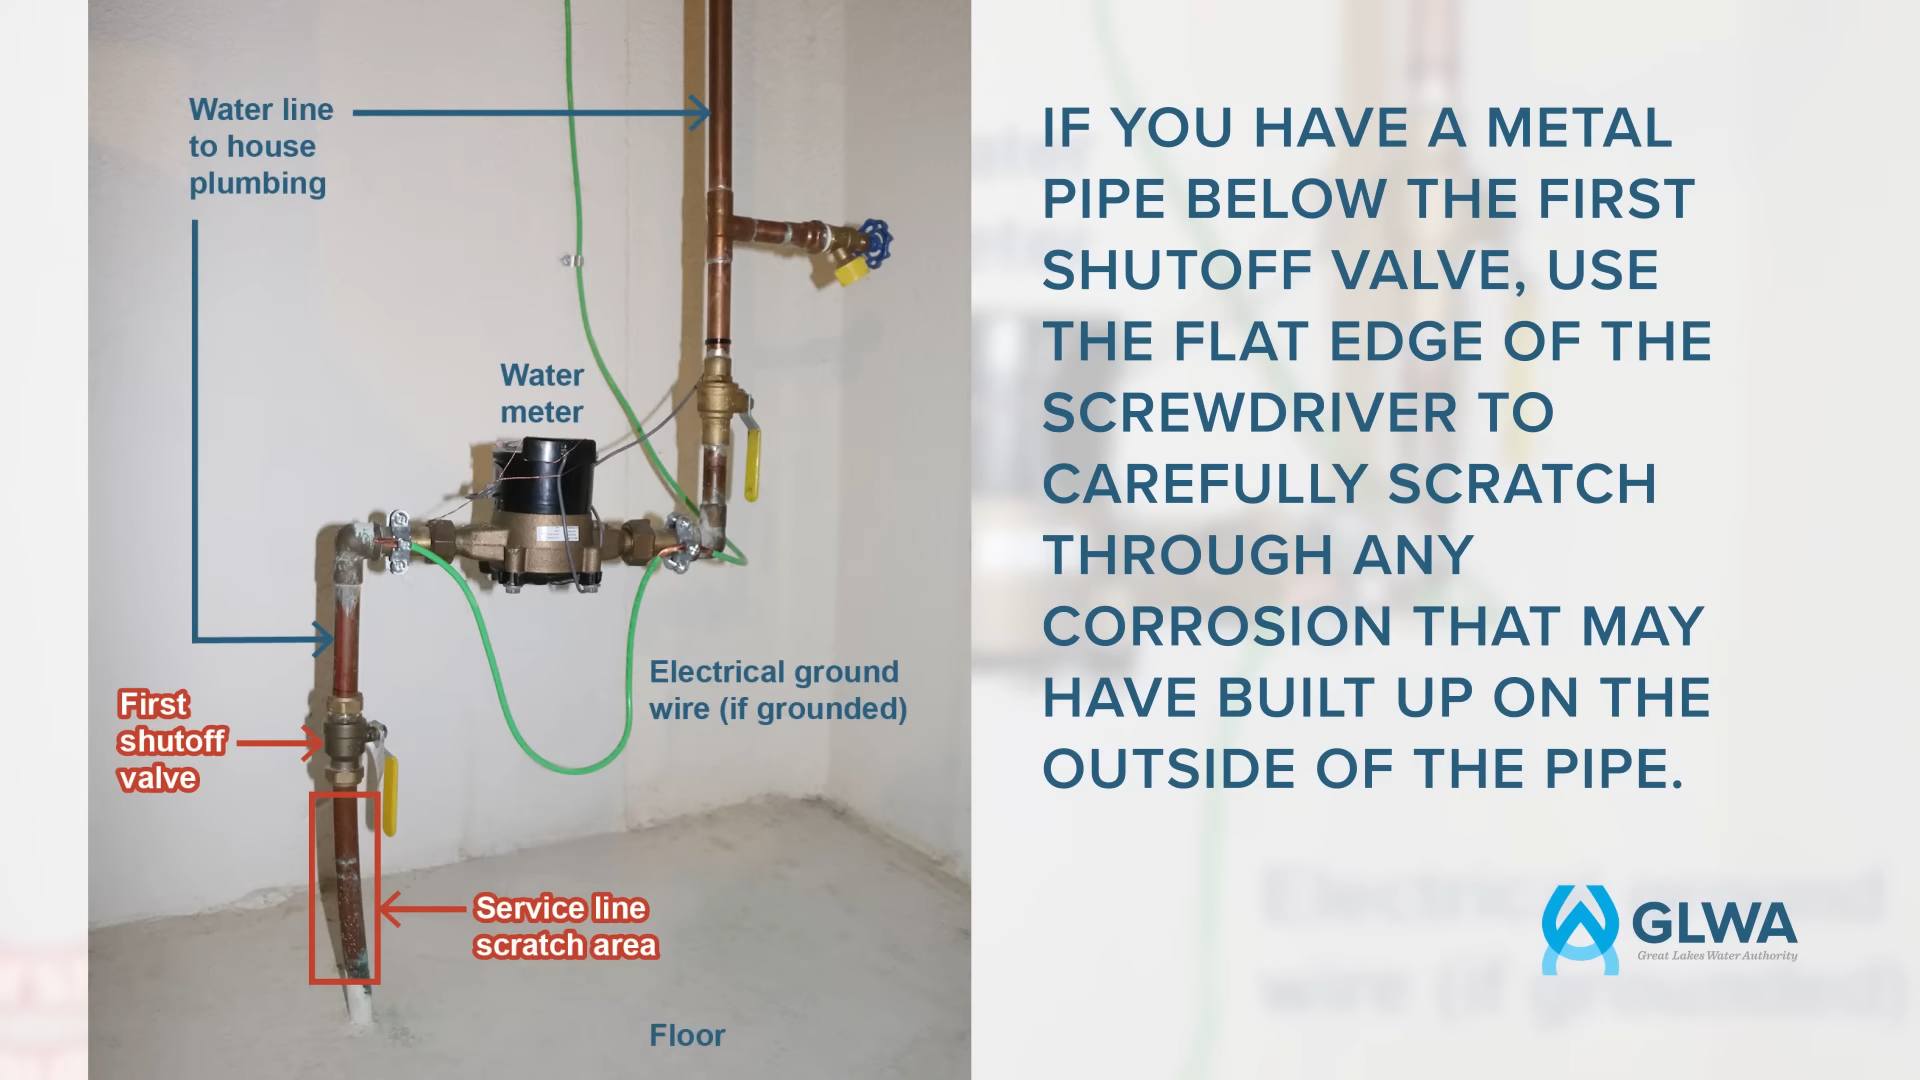 Water line
to house
plumbing
Water
meter
Electrical ground
wire (if grounded)
First
shutoff
valve
Service line
scratch area
Floor
IF YOU HAVE A METAL
PIPE BELOW THE FIRST
SHUTOFF VALVE, USE
THE FLAT EDGE OF THE
SCREWDRIVER TO
CAREFULLY SCRATCH
THROUGH ANY
CORROSION THAT MAY
HAVE BUILT UP ON THE
OUTSIDE OF THE PIPE.
GLWA
Great Lakes Water Authority